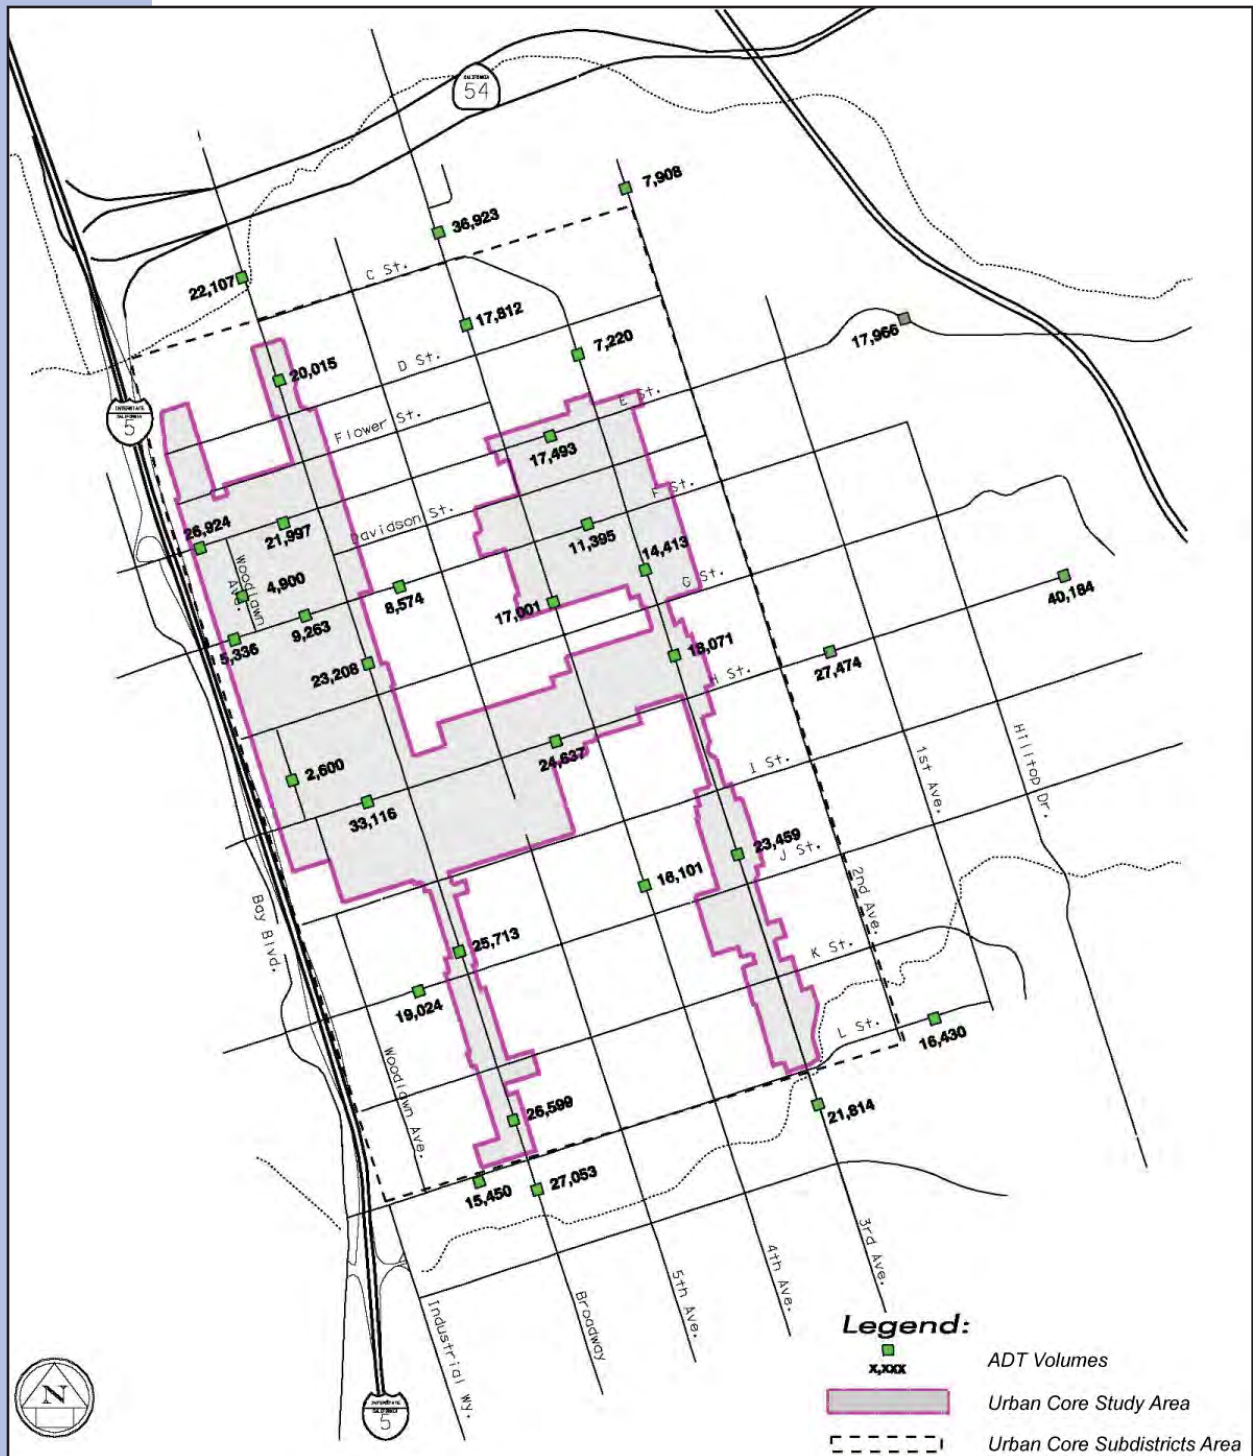 CALIFORNIA
54
7,908
36,923
C St.
22,107
17,812
17,966
7,220
D St.
20,015
INTERSTATE
CALIFORNIA
5
E St.
Flower St.
17,493
F St.
Davidson St.
26,924
21,997
11,395
14,413
Woodlawn
Ave.
4,900
8,574
G St.
40,184
17,001
9,263
5,336
18,071
27,474
23,208
H St.
24,637
2,600
I St.
1st Ave.
Hilltop Dr.
33,116
23,459
J St.
16,101
2nd Ave.
Bay Blvd.
25,713
K St.
19,024
L St.
16,430
Woodlawn Ave.
26,599
21,814
15,450
27,053
3rd Ave.
4th Ave.
5th Ave.
Broadway
Industrial Wy.
Legend:
x,xxx
ADT Volumes
Urban Core Study Area
Urban Core Subdistricts Area
N
INTERSTATE
CALIFORNIA
5